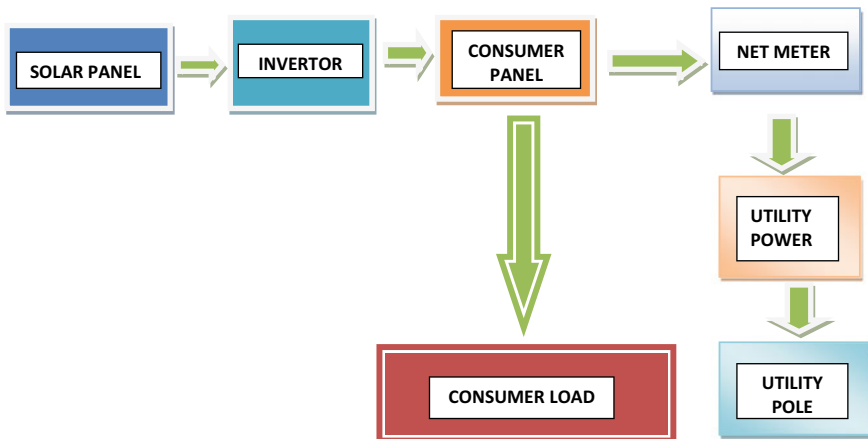 SOLAR PANEL
INVERTOR
CONSUMER
PANEL
NET METER
UTILITY
POWER
CONSUMER LOAD
UTILITY
POLE